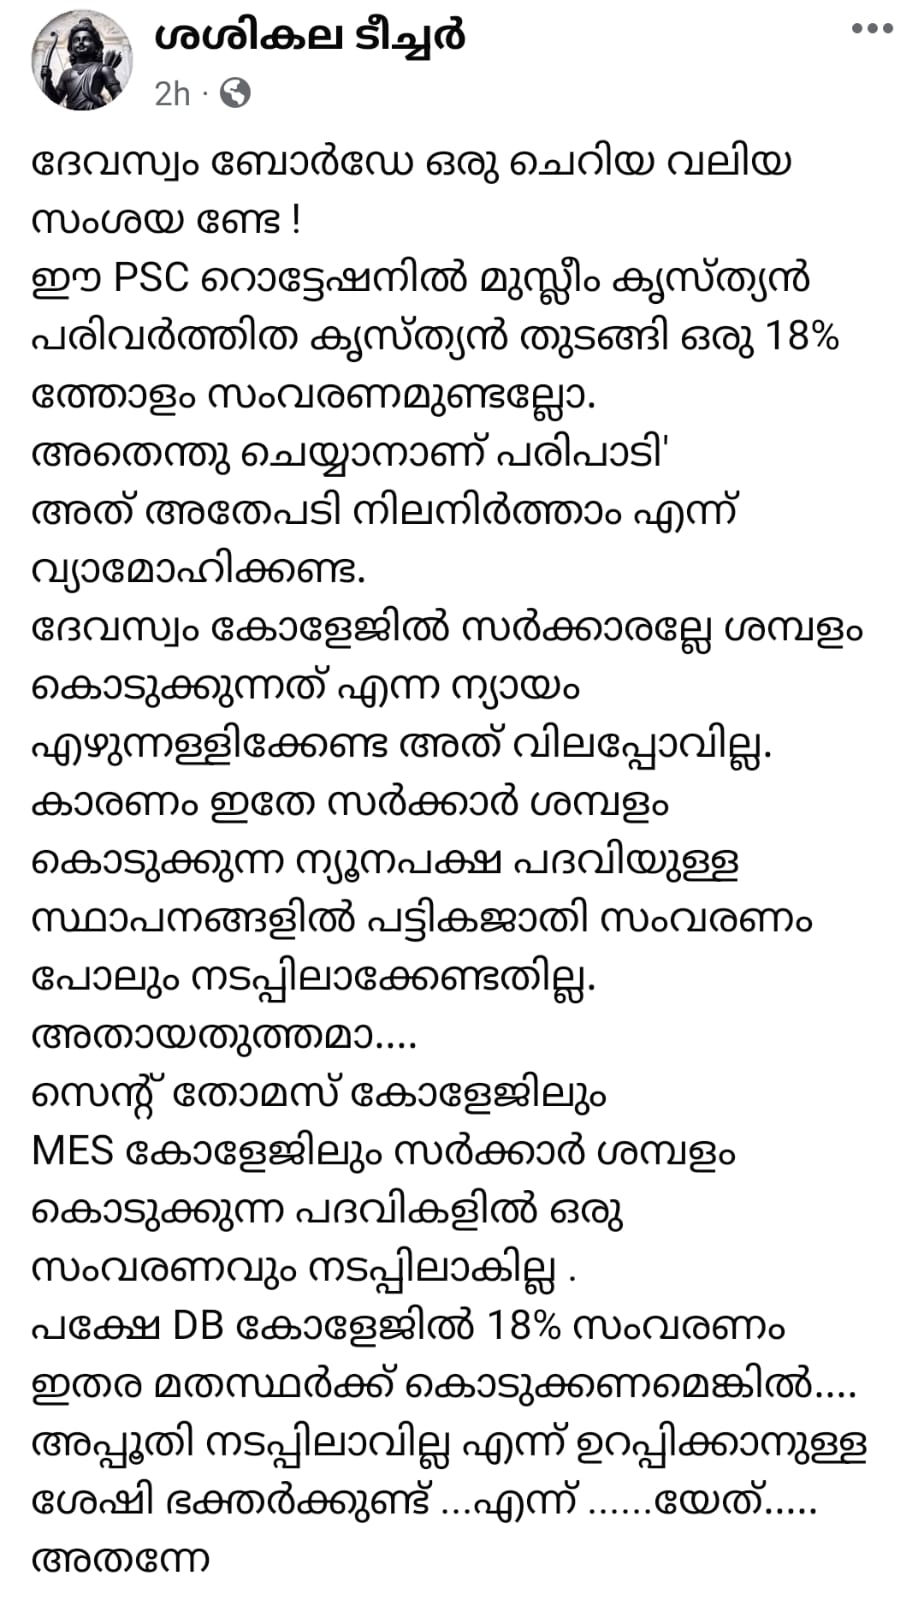 ശശികല ടീച്ചർ
2h ·
ദേവസ്വം ബോർഡേ ഒരു ചെറിയ വലിയ
സംശയ ണ്ടേ !
ഈ PSC റൊട്ടേഷനിൽ മുസ്ലീം കൃസ്ത്യൻ
പരിവർത്തിത കൃസ്ത്യൻ തുടങ്ങി ഒരു 18%
ത്തോളം സംവരണമുണ്ടല്ലോ.
അതെന്തു ചെയ്യാനാണ് പരിപാടി'
അത് അതേപടി നിലനിർത്താം എന്ന്
വ്യാമോഹിക്കണ്ട.
ദേവസ്വം കോളേജിൽ സർക്കാരല്ലേ ശമ്പളം
കൊടുക്കുന്നത് എന്ന ന്യായം
എഴുന്നള്ളിക്കേണ്ട അത് വിലപ്പോവില്ല.
കാരണം ഇതേ സർക്കാർ ശമ്പളം
കൊടുക്കുന്ന ന്യൂനപക്ഷ പദവിയുള്ള
സ്ഥാപനങ്ങളിൽ പട്ടികജാതി സംവരണം
പോലും നടപ്പിലാക്കേണ്ടതില്ല.
അതായതുത്തമാ....
സെന്റ് തോമസ് കോളേജിലും
MES കോളേജിലും സർക്കാർ ശമ്പളം
കൊടുക്കുന്ന പദവികളിൽ ഒരു
സംവരണവും നടപ്പിലാകില്ല .
പക്ഷേ DB കോളേജിൽ 18% സംവരണം
ഇതര മതസ്ഥർക്ക് കൊടുക്കണമെങ്കിൽ....
അപ്പൂതി നടപ്പിലാവില്ല എന്ന് ഉറപ്പിക്കാനുള്ള
ശേഷി ഭക്തർക്കുണ്ട് ...എന്ന് ......യേത്.....
അതന്നേ